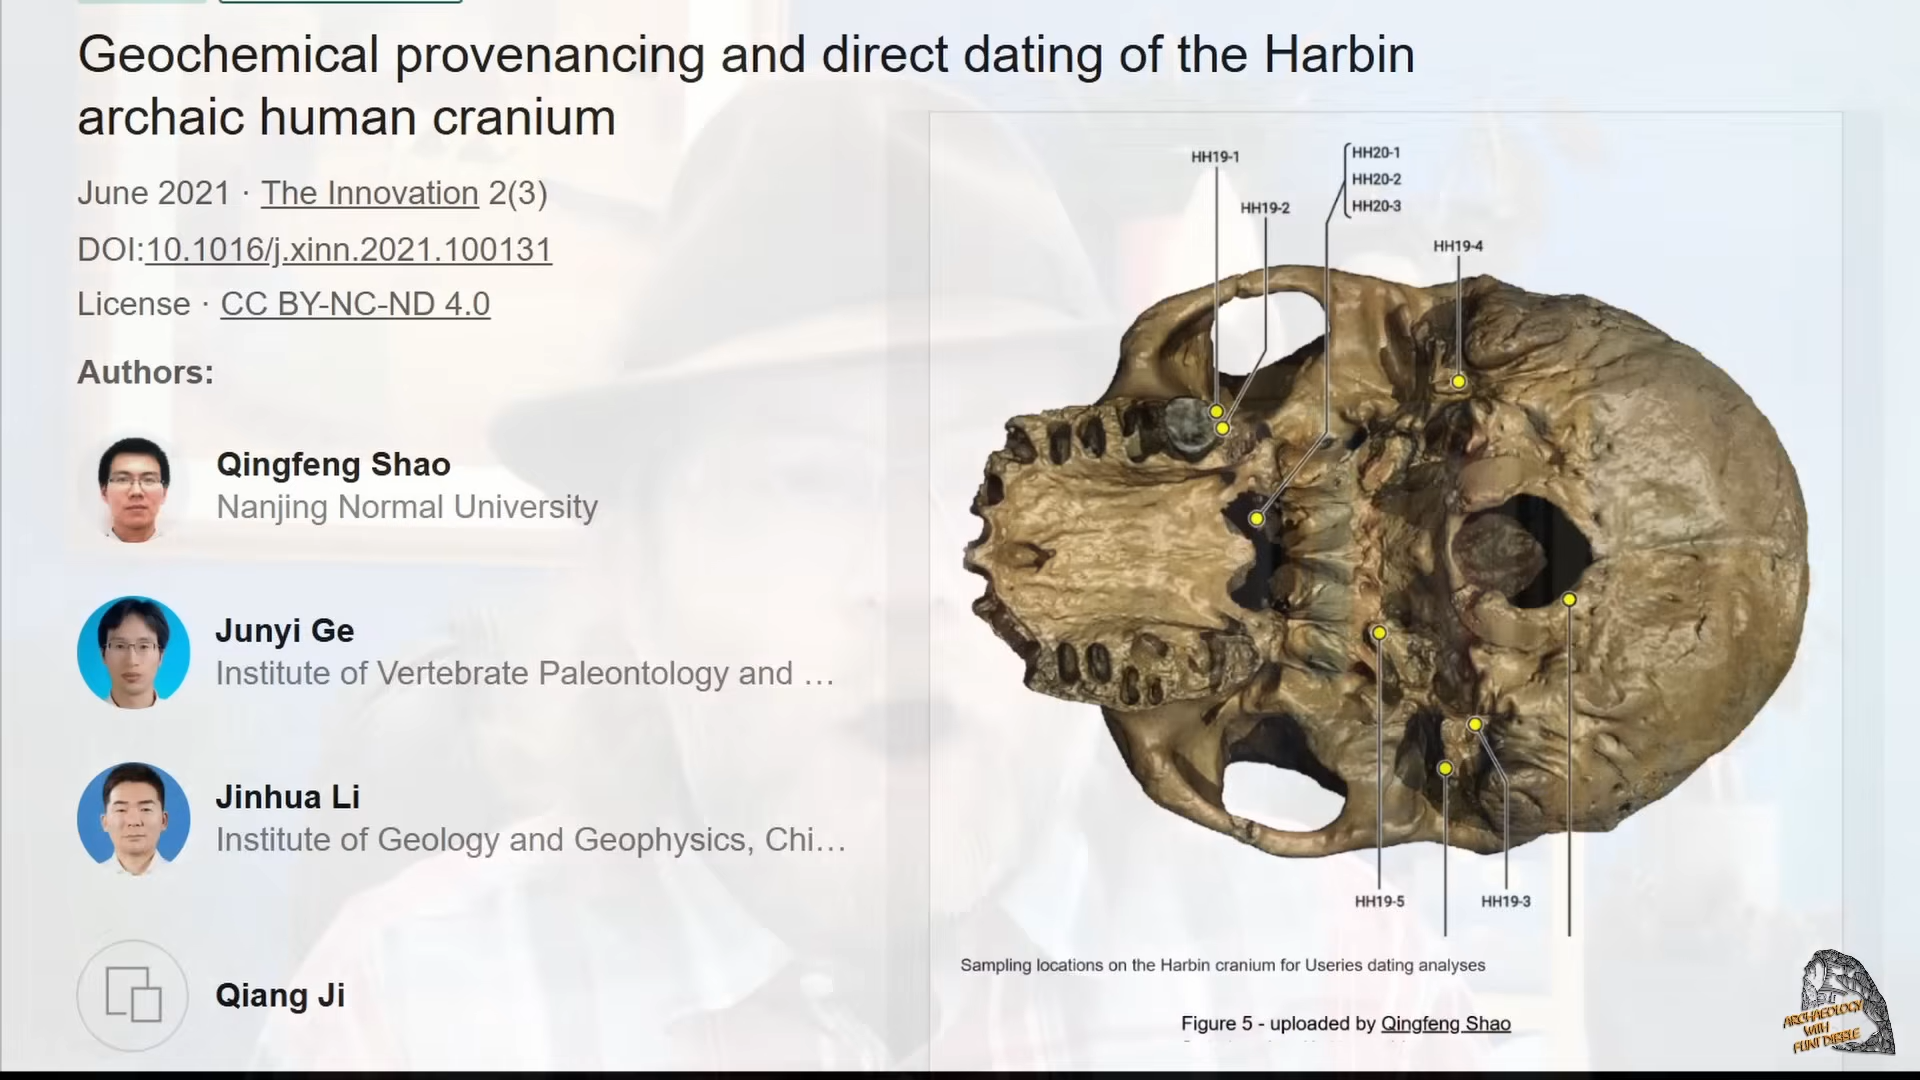 Geochemical provenancing and direct dating of the Harbin
archaic human cranium
June 2021 · The Innovation 2(3)
DOI:10.1016/j.xinn.2021.100131
License · CC BY-NC-ND 4.0
Authors:
Qingfeng Shao
Nanjing Normal University
Junyi Ge
Institute of Vertebrate Paleontology and …
Jinhua Li
Institute of Geology and Geophysics, Chi…
Qiang Ji
HH19-1
HH19-2
HH20-1
HH20-2
HH20-3
HH19-4
HH19-5
HH19-3
Sampling locations on the Harbin cranium for Useries dating analyses
Figure 5 - uploaded by Qingfeng Shao
ARCHAEOLOGY
WITH
FLINT DIBBLE